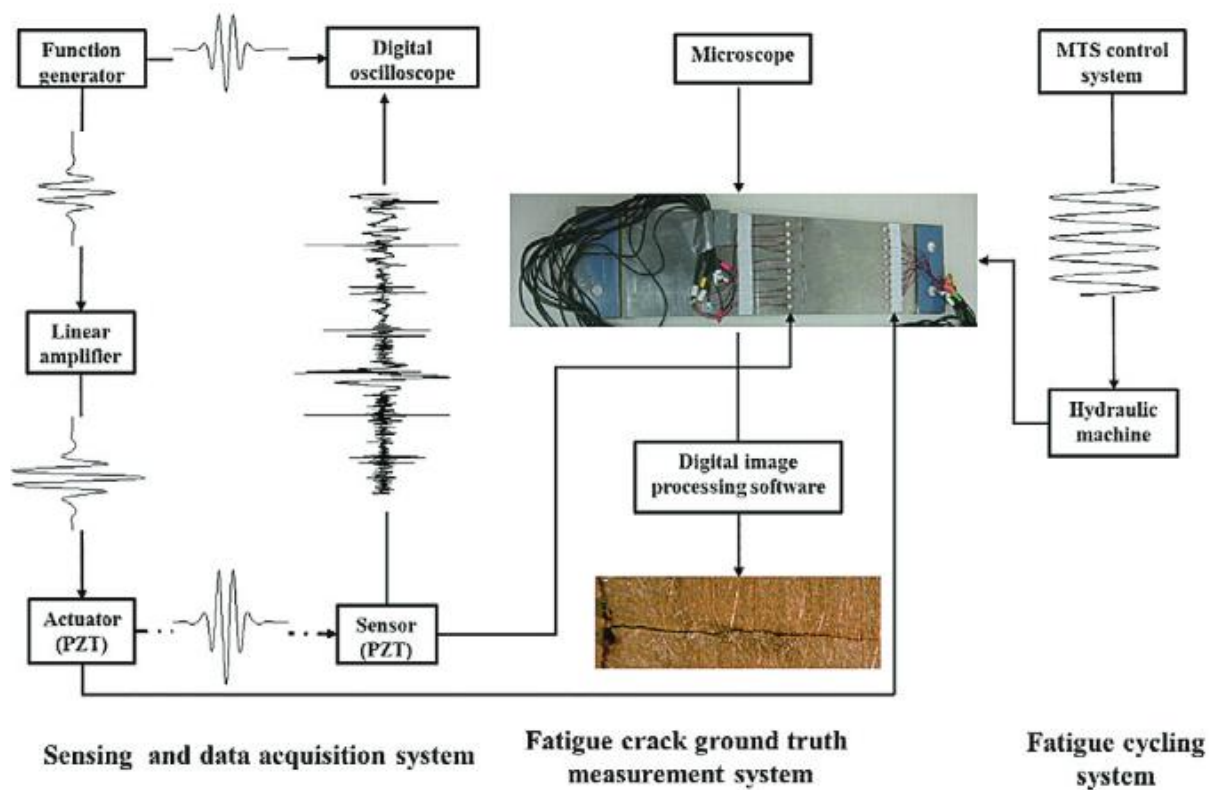 Function
generator
Digital
oscilloscope
Microscope
MTS control
system
Linear
amplifier
Hydraulic
machine
Digital image
processing software
Actuator
(PZT)
Sensor
(PZT)
Sensing and data acquisition system
Fatigue crack ground truth
measurement system
Fatigue cycling
system